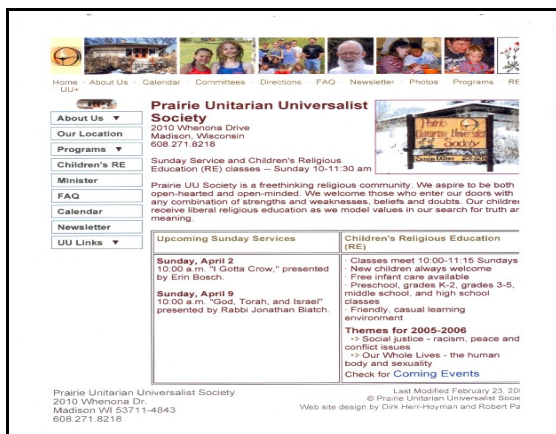 Home · About Us · Calendar · Committees · Directions · FAQ · Newsletter · Photos · Programs · RE
UU+
About Us ▼
Our Location
Programs ▼
Children's RE
Minister
FAQ
Calendar
Newsletter
UU Links ▼
Prairie Unitarian Universalist
Society
2010 Whenona Drive
Madison, Wisconsin
608.271.8218
Prairie
Unitarian Universalist
Society
Sunday Service and Children's Religious
Education (RE) classes -- Sunday 10-11:30 am
Prairie UU Society is a freethinking religious community. We aspire to be both
open-hearted and open-minded. We welcome those who enter our doors with
any combination of strengths and weaknesses, beliefs and doubts. Our childre
receive liberal religious education as we model values in our search for truth ar
meaning.
Upcoming Sunday Services
Sunday, April 2
10:00 a.m. "I Gotta Crow," presented
by Erin Bosch.
Sunday, April 9
10:00 a.m. "God, Torah, and Israel"
presented by Rabbi Jonathan Biatch.
Children's Religious Education
(RE)
· Classes meet 10:00-11:15 Sundays
· New children always welcome
· Free infant care available
· Preschool, grades K-2, grades 3-5,
middle school, and high school
classes
· Friendly, casual learning
environment
Themes for 2005-2006
-> Social justice - racism, peace and
conflict issues
-> Our Whole Lives - the human
body and sexuality
Check for Coming Events
Prairie Unitarian Universalist Society
2010 Whenona Dr.
Madison WI 53711-4843
608.271.8218
Last Modified February 23, 200
© Prairie Unitarian Universalist Socie
Web site design by Dirk Herr-Hoyman and Robert Pa